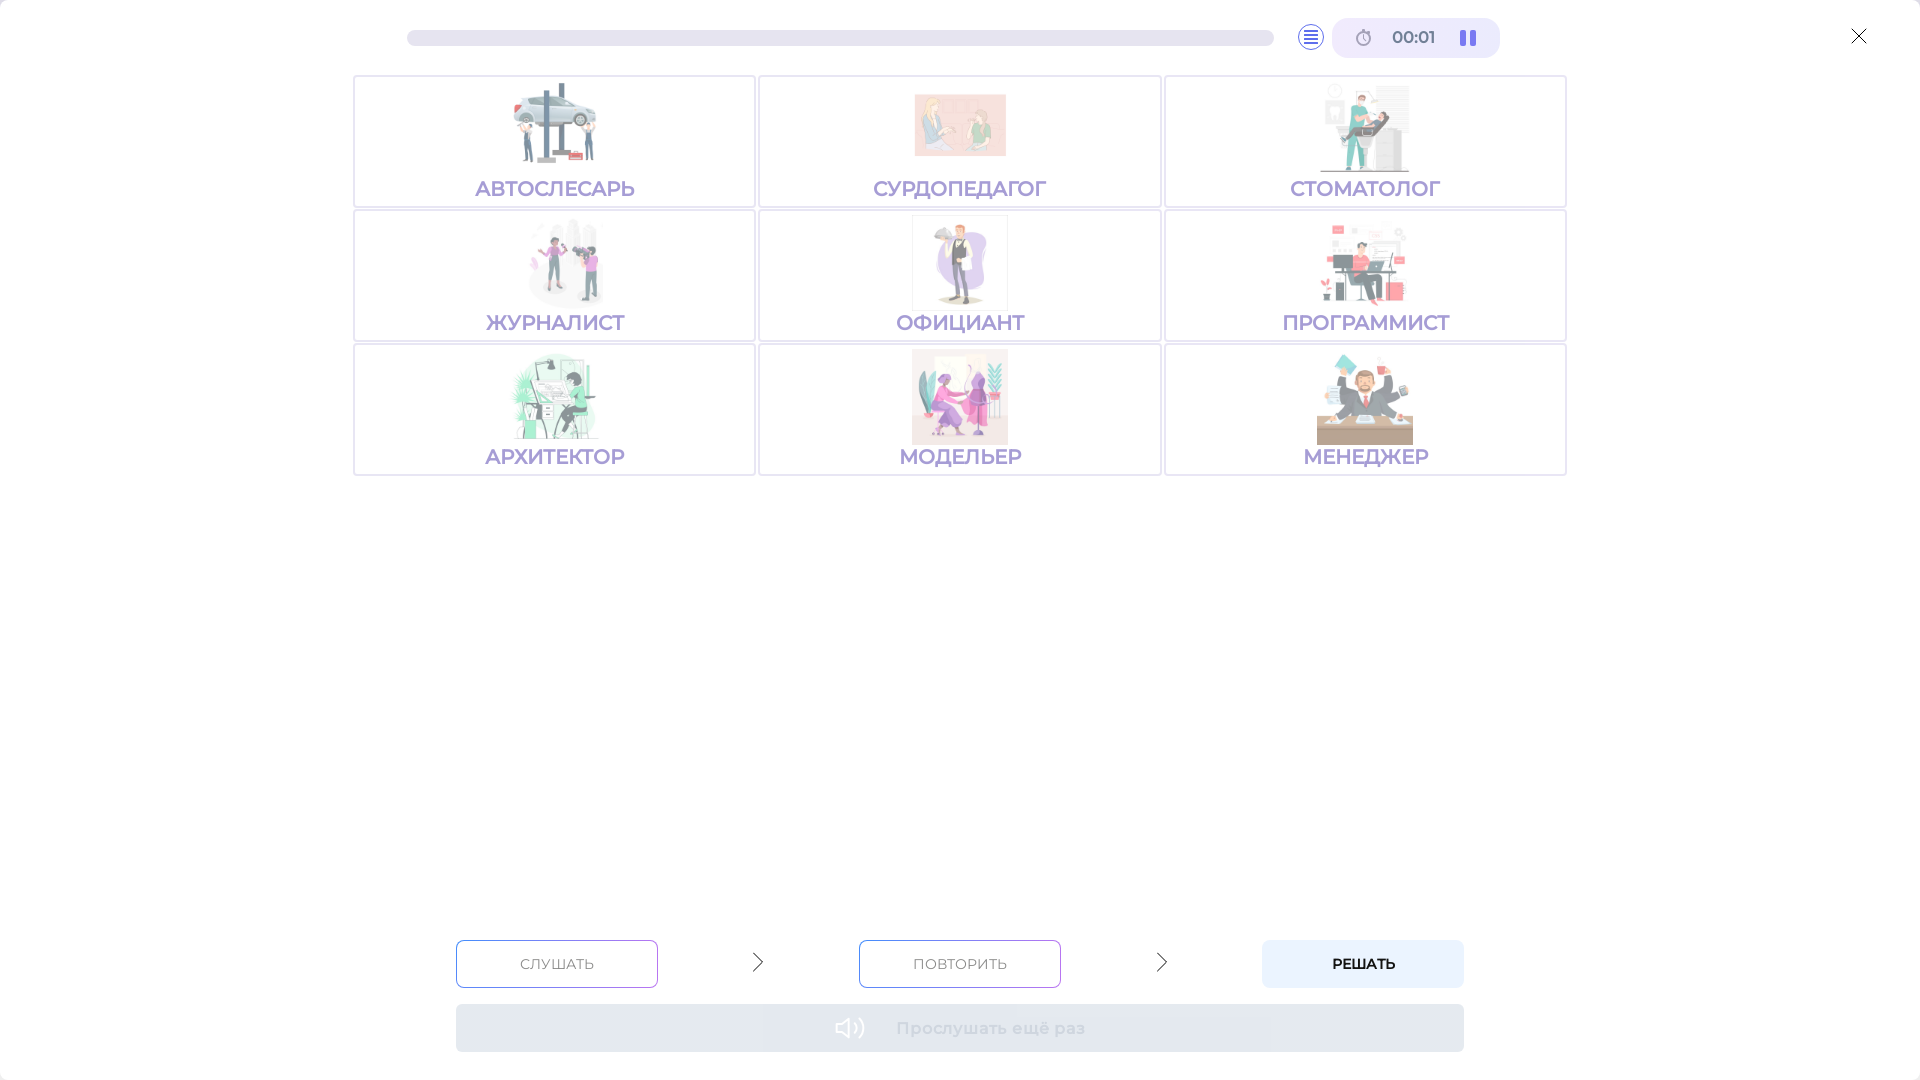 00:01
АВТОСЛЕСАРЬ
СУРДОПЕДАГОГ
СТОМАТОЛОГ
ЖУРНАЛИСТ
ОФИЦИАНТ
ПРОГРАММИСТ
АРХИТЕКТОР
МОДЕЛЬЕР
МЕНЕДЖЕР
СЛУШАТЬ
ПОВТОРИТЬ
РЕШАТЬ
Прослушать ещё раз